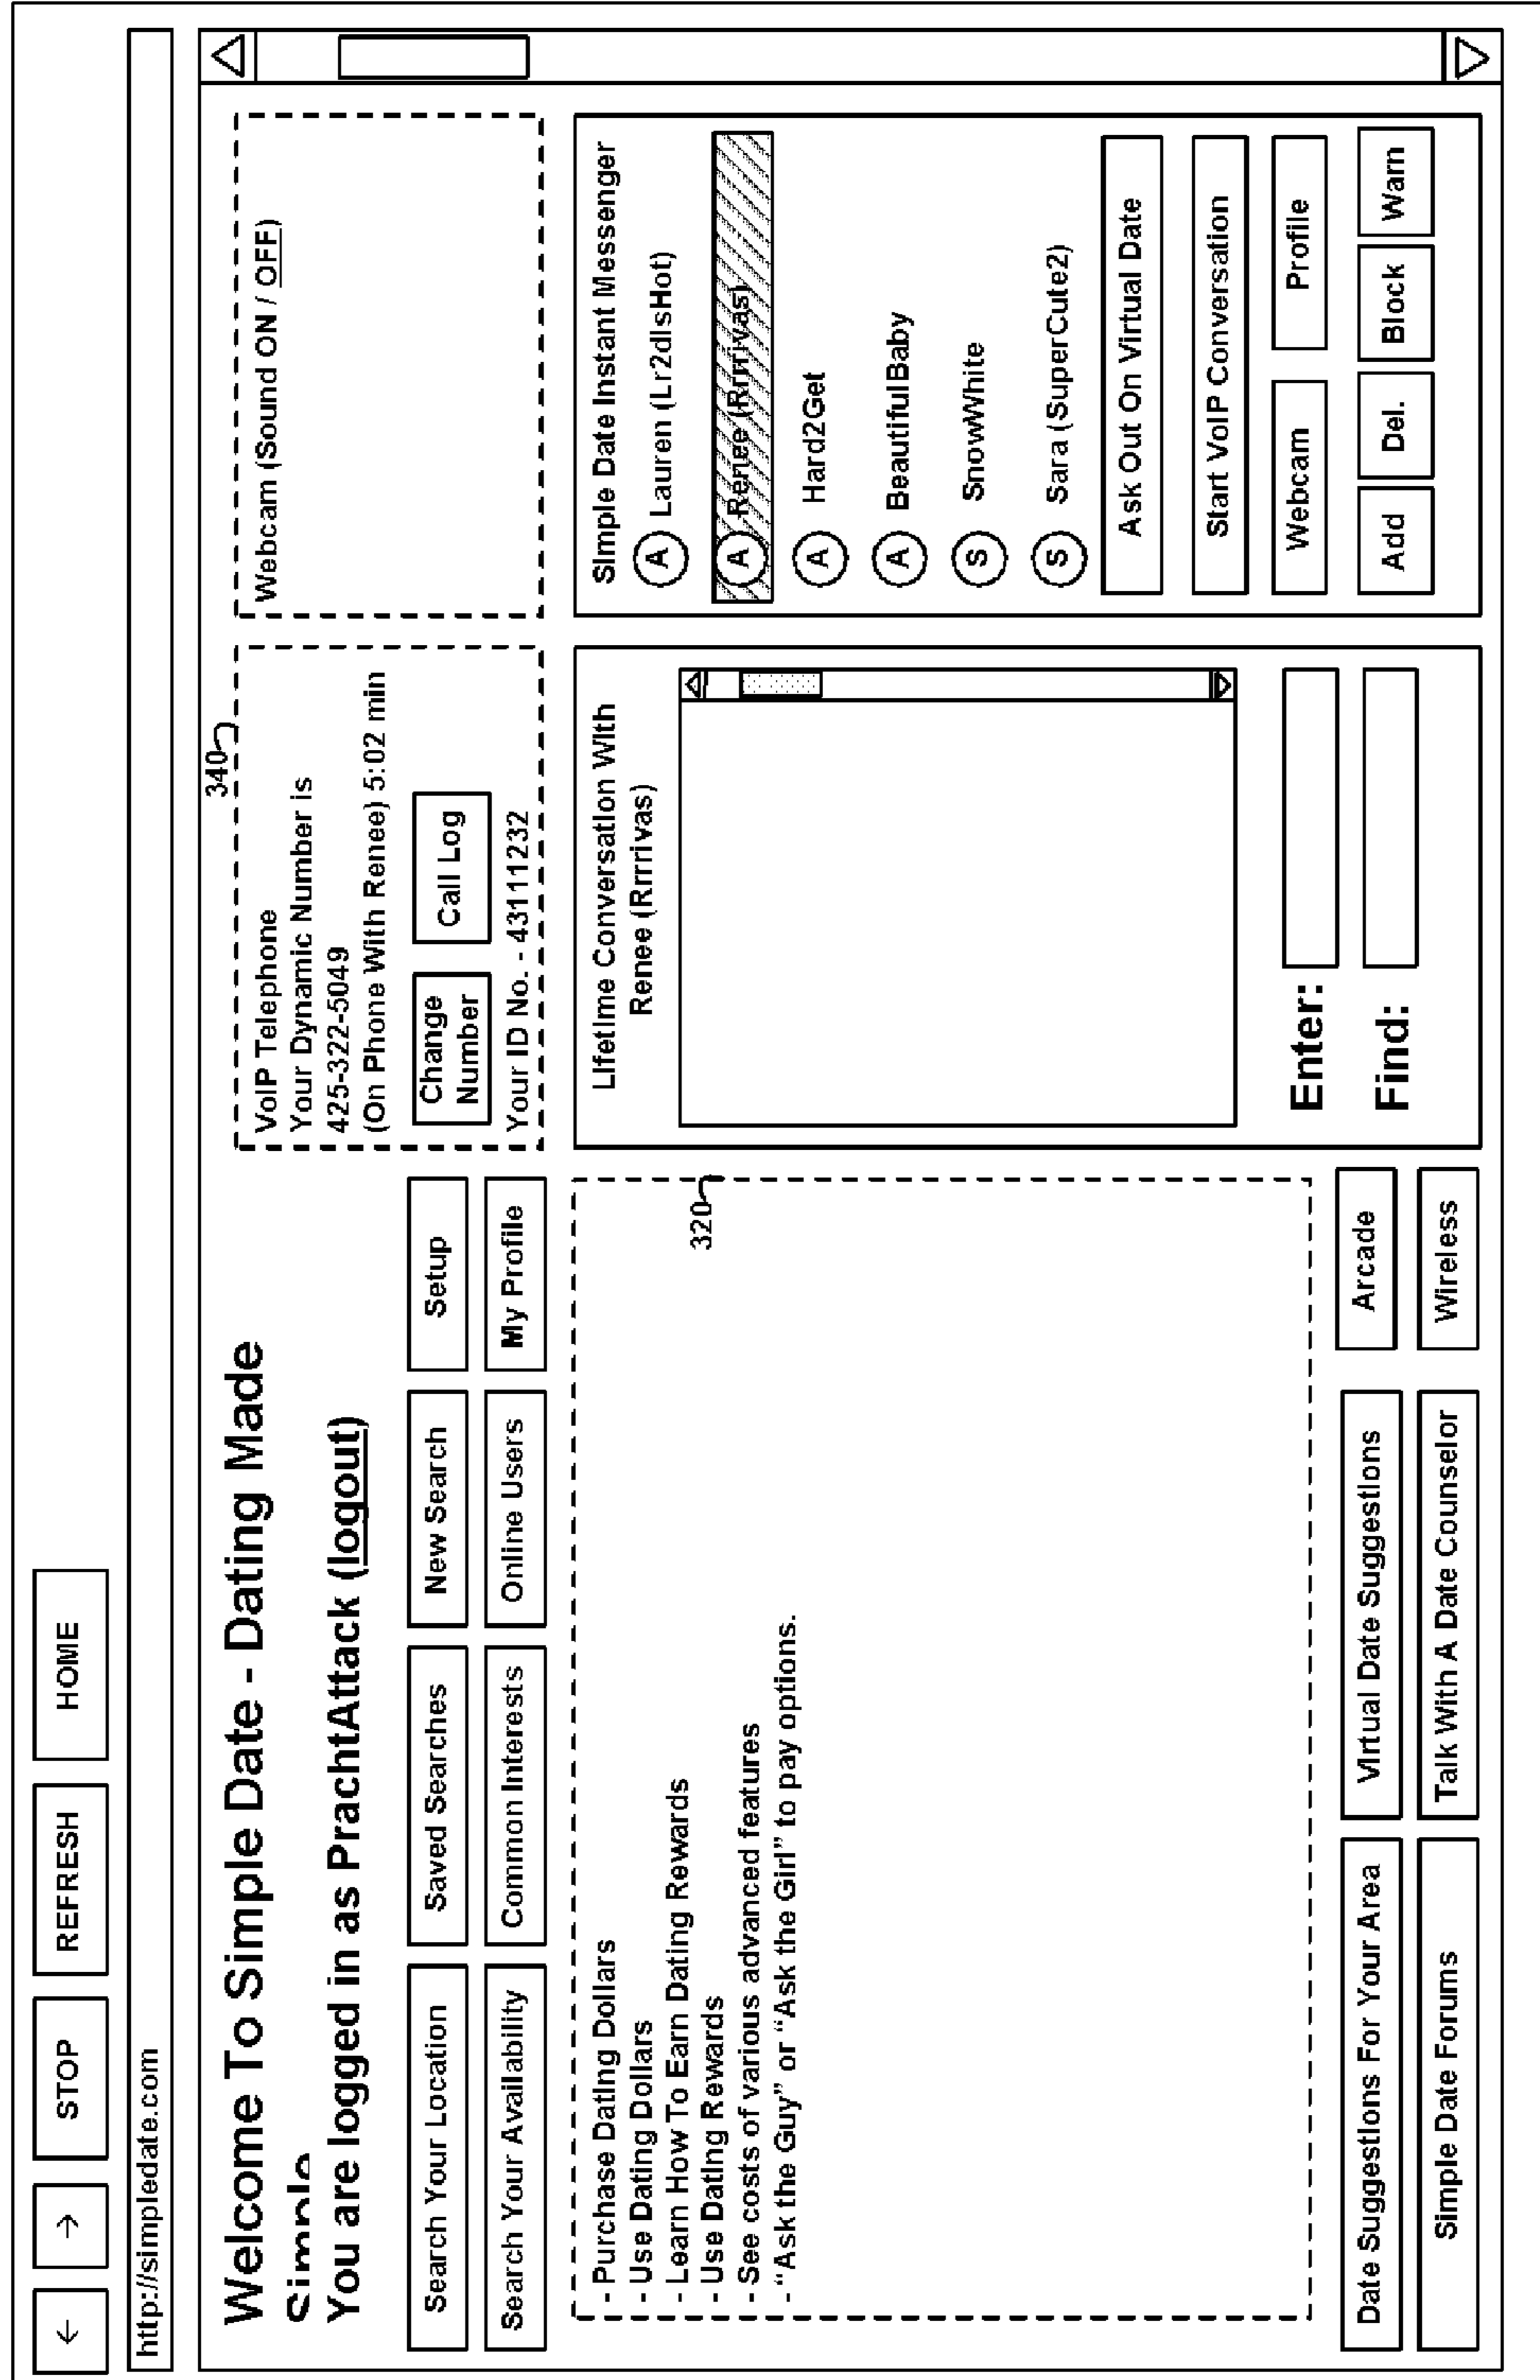 ← → STOP REFRESH HOME
http://simpledate.com
Welcome To Simple Date - Dating Made
Simple
You are logged in as PrachtAttack (logout)
Search Your Location
Saved Searches
New Search
Setup
Search Your Availability
Common Interests
Online Users
My Profile
340
VoIP Telephone
Your Dynamic Number is
425-322-5049
(On Phone With Renee) 5:02 min
Change
Number
Call Log
Your ID No. - 43111232
Webcam (Sound ON / OFF)
320
- Purchase Dating Dollars
- Use Dating Dollars
- Learn How To Earn Dating Rewards
- Use Dating Rewards
- See costs of various advanced features
- “Ask the Guy” or “Ask the Girl” to pay options.
Date Suggestions For Your Area
Virtual Date Suggestions
Arcade
Simple Date Forums
Talk With A Date Counselor
Wireless
Lifetime Conversation With
Renee (Rrrrivas)
Enter:
Find:
Simple Date Instant Messenger
A Lauren (Lr2dIsHot)
A Renee (Rrrrivas)
A Hard2Get
A BeautifulBaby
S SnowWhite
S Sara (SuperCute2)
Ask Out On Virtual Date
Start VoIP Conversation
Webcam
Profile
Add
Del.
Block
Warn